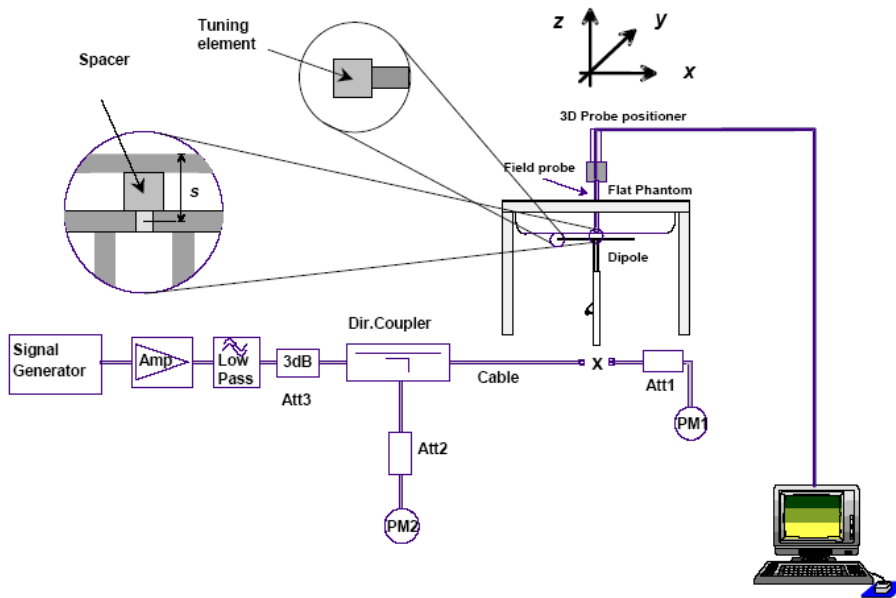 Tuning
element
Spacer
s
z
y
x
3D Probe positioner
Field probe
Flat Phantom
Dipole
Dir.Coupler
Signal
Generator
Amp
Low
Pass
3dB
Att3
Cable
x
Att1
PM1
Att2
PM2